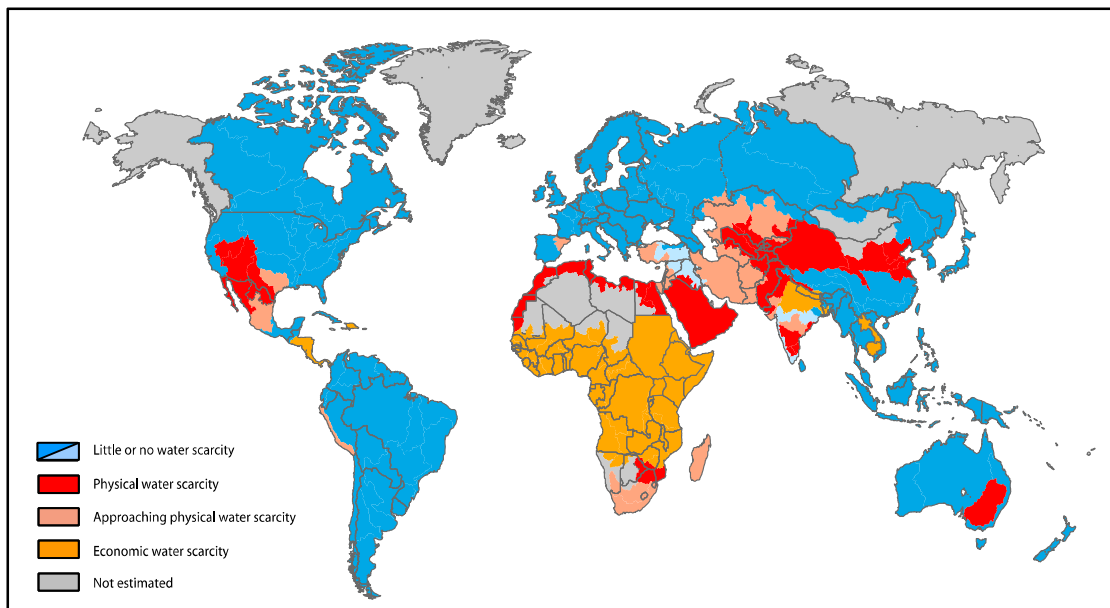 Little or no water scarcity
Physical water scarcity
Approaching physical water scarcity
Economic water scarcity
Not estimated